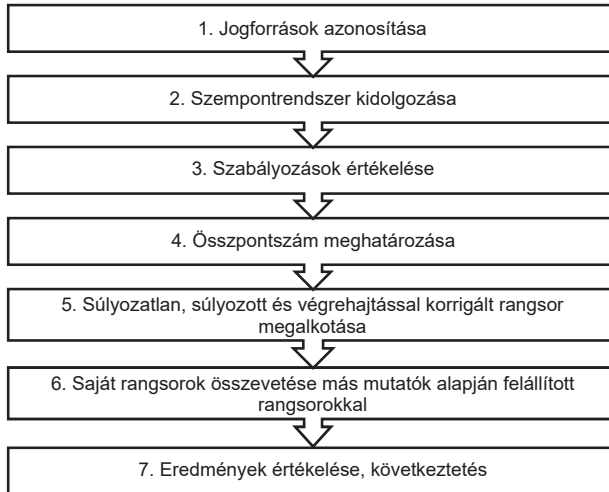 1. Jogforrások azonosítása
2. Szempontrendszer kidolgozása
3. Szabályozások értékelése
4. Összpontszám meghatározása
5. Súlyozatlan, súlyozott és végrehajtással korrigált rangsor
megalkotása
6. Saját rangsorok összevetése más mutatók alapján felállított
rangsorokkal
7. Eredmények értékelése, következtetés